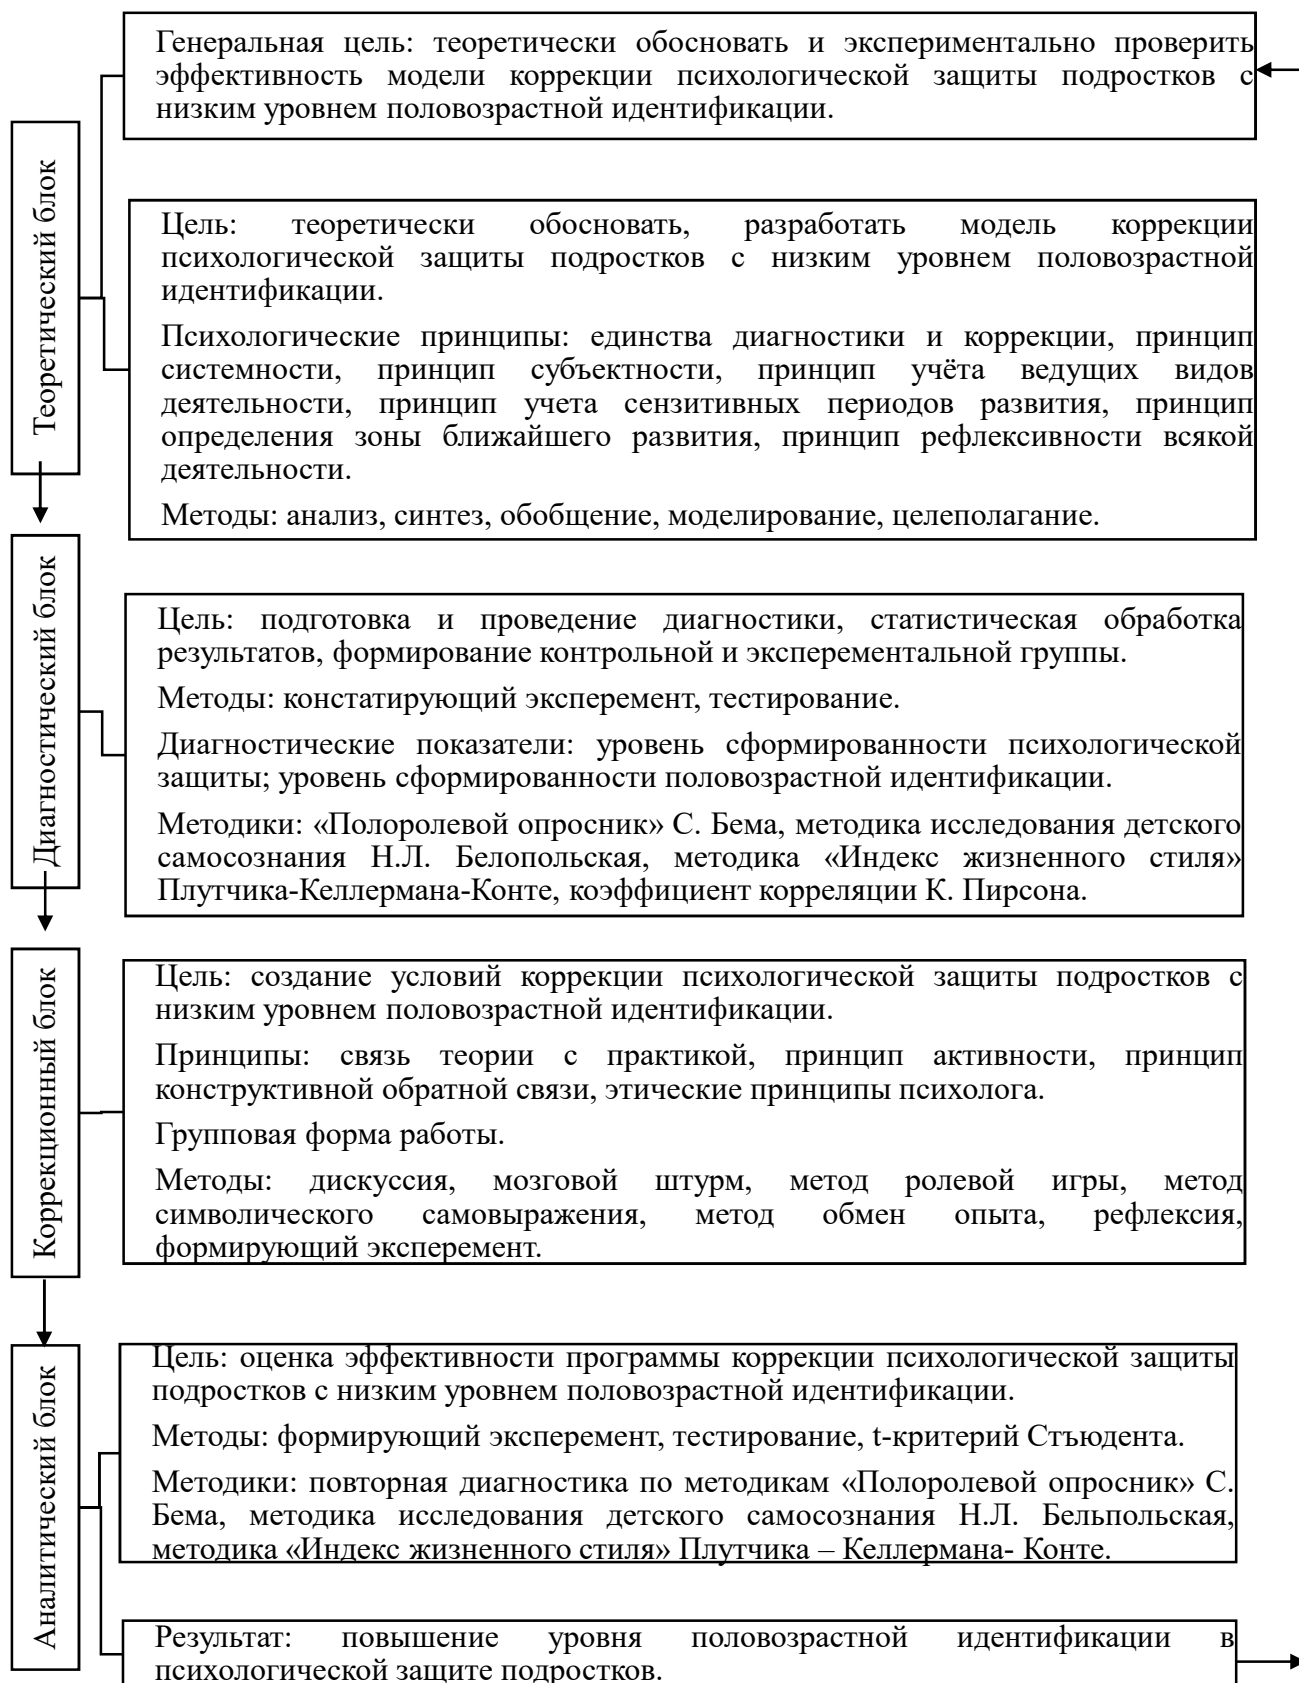 Генеральная цель: теоретически обосновать и экспериментально проверить
эффективность модели коррекции психологической защиты подростков с
низким уровнем половозрастной идентификации.
Теоретический блок
Цель: теоретически обосновать, разработать модель коррекции
психологической защиты подростков с низким уровнем половозрастной
идентификации.
Психологические принципы: единства диагностики и коррекции, принцип
системности, принцип субъектности, принцип учёта ведущих видов
деятельности, принцип учета сензитивных периодов развития, принцип
определения зоны ближайшего развития, принцип рефлексивности всякой
деятельности.
Методы: анализ, синтез, обобщение, моделирование, целеполагание.
Диагностический блок
Цель: подготовка и проведение диагностики, статистическая обработка
результатов, формирование контрольной и эксперементальной группы.
Методы: констатирующий эксперемент, тестирование.
Диагностические показатели: уровень сформированности психологической
защиты; уровень сформированности половозрастной идентификации.
Методики: «Полоролевой опросник» С. Бема, методика исследования детского
самосознания Н.Л. Белопольская, методика «Индекс жизненного стиля»
Плутчика-Келлермана-Конте, коэффициент корреляции К. Пирсона.
Коррекционный блок
Цель: создание условий коррекции психологической защиты подростков с
низким уровнем половозрастной идентификации.
Принципы: связь теории с практикой, принцип активности, принцип
конструктивной обратной связи, этические принципы психолога.
Групповая форма работы.
Методы: дискуссия, мозговой штурм, метод ролевой игры, метод
символического самовыражения, метод обмен опыта, рефлексия,
формирующий эксперемент.
Аналитический блок
Цель: оценка эффективности программы коррекции психологической защиты
подростков с низким уровнем половозрастной идентификации.
Методы: формирующий эксперемент, тестирование, t-критерий Стъюдента.
Методики: повторная диагностика по методикам «Полоролевой опросник» С.
Бема, методика исследования детского самосознания Н.Л. Бельпольская,
методика «Индекс жизненного стиля» Плутчика – Келлермана- Конте.
Результат: повышение уровня половозрастной идентификации в
психологической защите подростков.